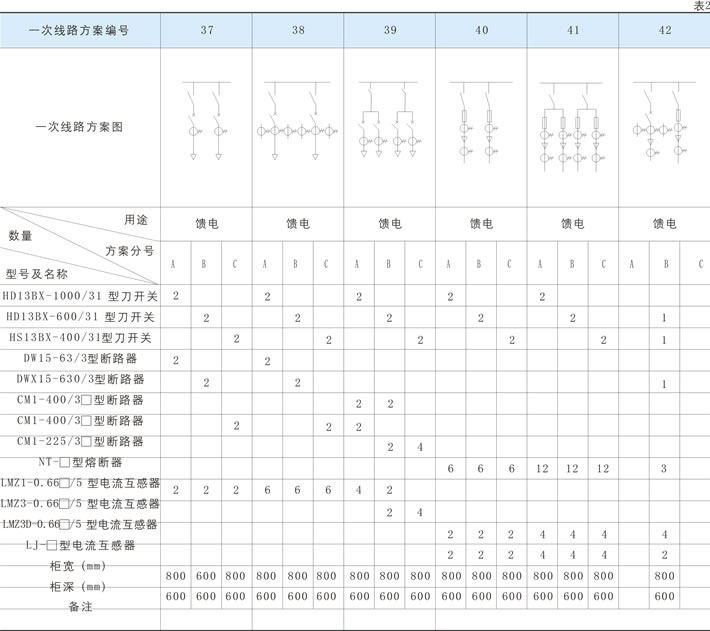 表2
一次线路方案编号 37 38 39 40 41 42
一次线路方案图
用途 馈电 馈电 馈电 馈电 馈电 馈电
数量
方案分号 A B C A B C A B C A B C A B C A B C
型号及名称
HD13BX-1000/31 型刀开关 2 2 2 2 2
HD13BX-600/31 型刀开关 2 2 2 2 2 1
HS13BX-400/31型刀开关 2 2 2 2 2 1
DW15-63/3型断路器 2 2
DWX15-630/3型断路器 2 2 1
CM1-400/3□型断路器 2 2
CM1-400/3□型断路器 2 2 2
CM1-225/3□型断路器 2 4
NT-□型熔断器 6 6 6 12 12 12 3
LMZ1-0.66□/5 型电流互感器 2 2 2 6 6 6 4 2
LMZ3-0.66□/5 型电流互感器 2 4
LMZ3D-0.66□/5 型电流互感器 2 2 2 4 4 4 4
LJ-□型电流互感器 2 2 2 4 4 4 2
柜宽(mm) 800 600 800 800 800 800 800 800 800 800 800 800 800 800 800 800
柜深(mm) 600 600 600 600 600 600 600 600 600 600 600 600 600 600 600 600
备注